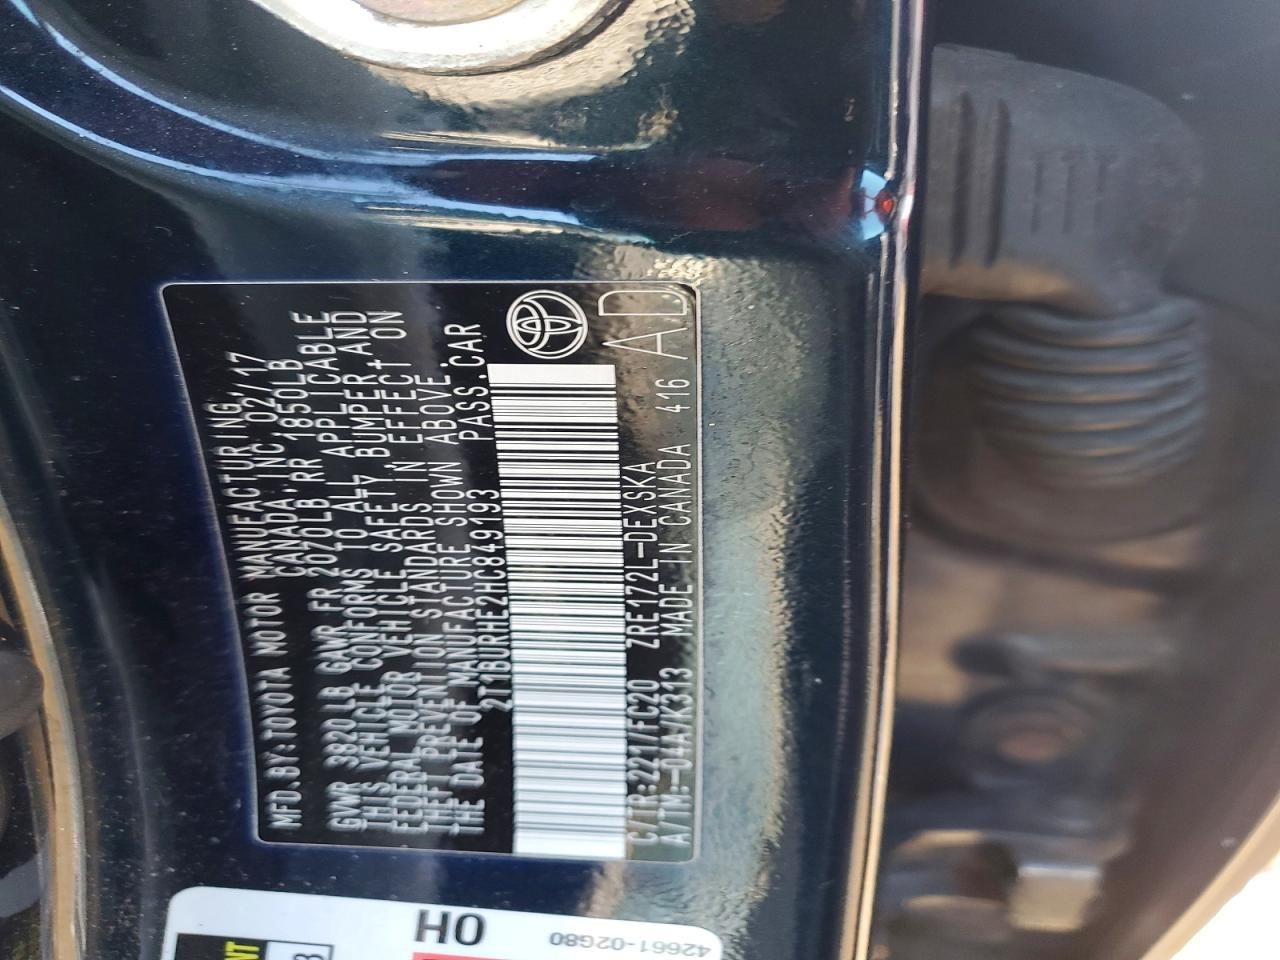 MFD.BY:TOYOTA MOTOR MANUFACTURING
CANADA, INC. 02/17
GVWR 3820 LB GAWR FR 2020LB RR 1850LB
THIS VEHICLE CONFORMS TO ALL APPLICABLE
FEDERAL MOTOR VEHICLE SAFETY, BUMPER, AND
THEFT PREVENTION STANDARDS IN EFFECT ON
THE DATE OF MANUFACTURE SHOWN ABOVE.
2T1BURHE2HC849193 PASS.CAR
C/TR:221/FC20 ZRE172L-DEXSKA
A/TM:-04A/K313 MADE IN CANADA 416 AD
OH
42661-02G80